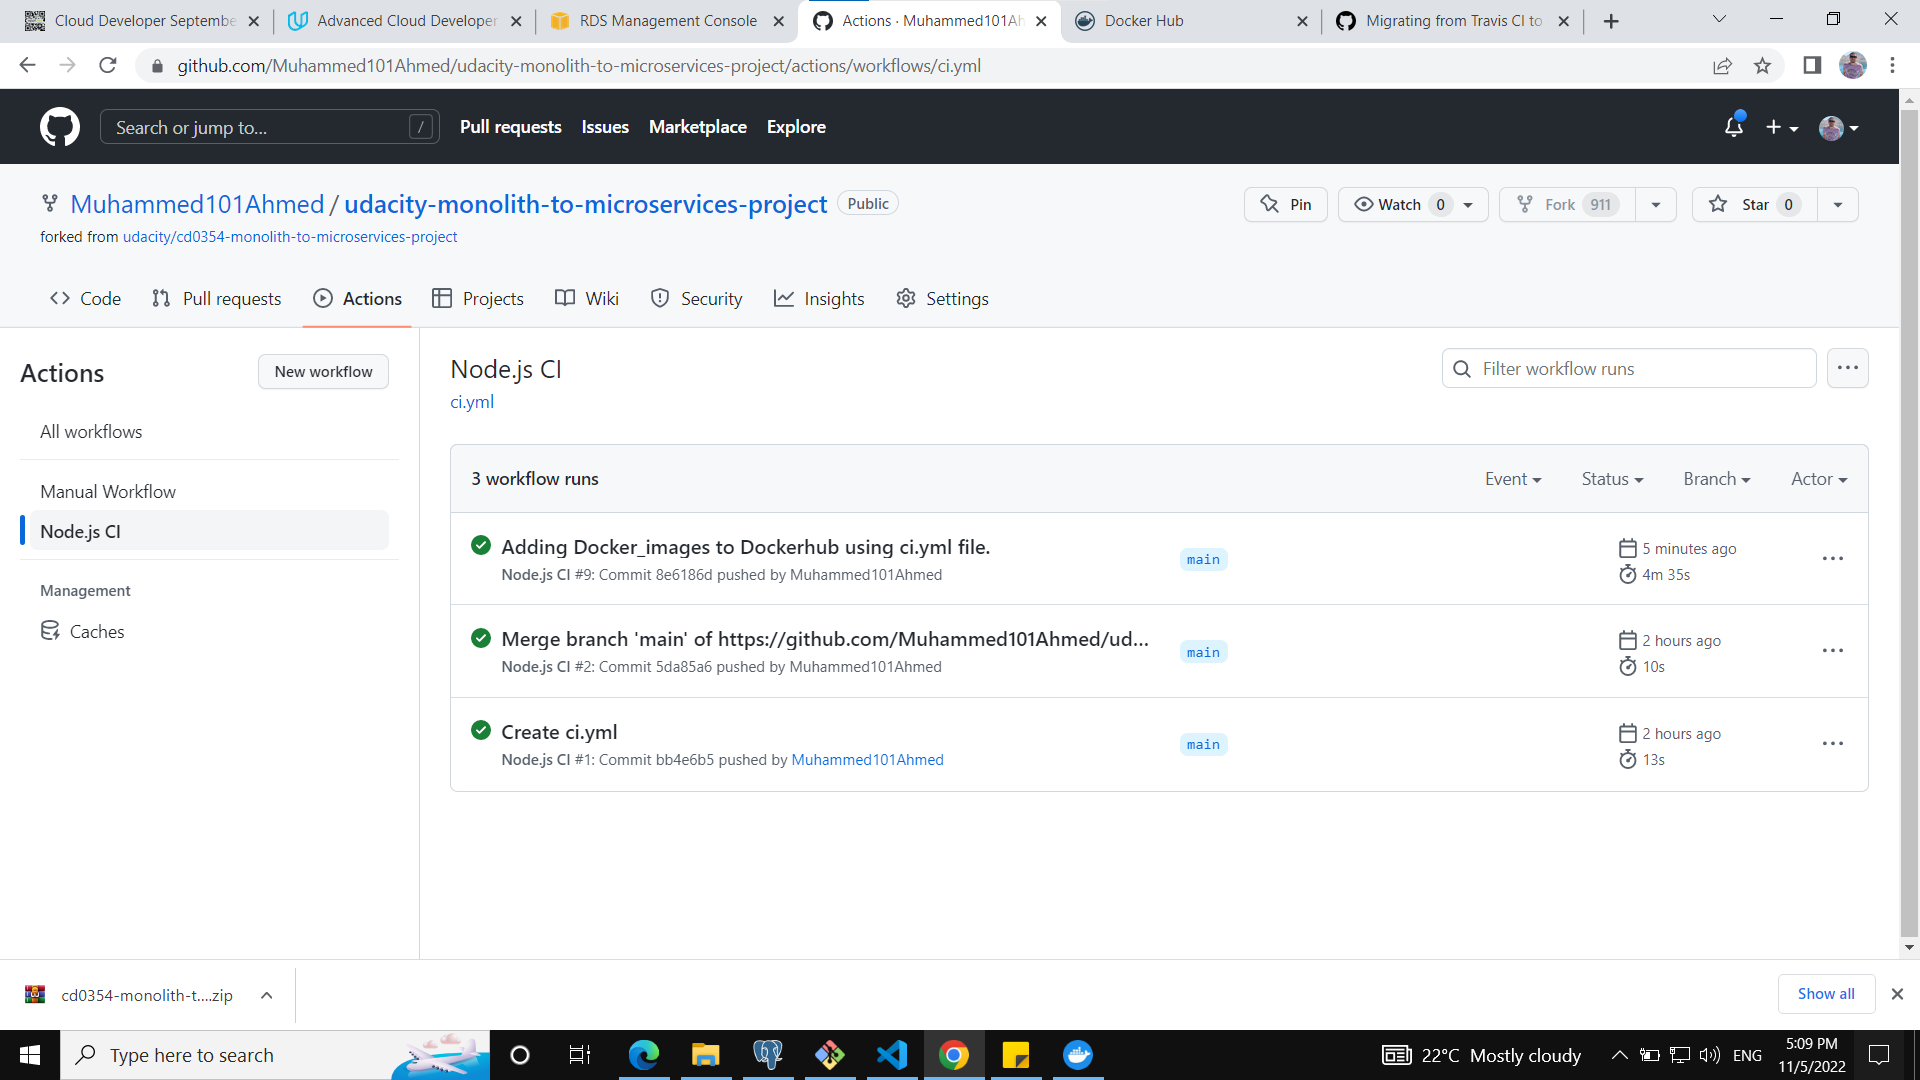 Cloud Developer Septembe
Advanced Cloud Developer
RDS Management Console
Actions · Muhammed101Ah
Docker Hub
Migrating from Travis CI to
github.com/Muhammed101Ahmed/udacity-monolith-to-microservices-project/actions/workflows/ci.yml
Search or jump to... /
Pull requests Issues Marketplace Explore
Muhammed101Ahmed / udacity-monolith-to-microservices-project Public
Pin Watch 0 Fork 911 Star 0
forked from udacity/cd0354-monolith-to-microservices-project
Code Pull requests Actions Projects Wiki Security Insights Settings
Actions New workflow
All workflows
Manual Workflow
Node.js CI
Management
Caches
Node.js CI
ci.yml
Filter workflow runs
3 workflow runs Event Status Branch Actor
Adding Docker_images to Dockerhub using ci.yml file.
Node.js CI #9: Commit 8e6186d pushed by Muhammed101Ahmed
main
5 minutes ago
4m 35s
Merge branch 'main' of https://github.com/Muhammed101Ahmed/ud...
Node.js CI #2: Commit 5da85a6 pushed by Muhammed101Ahmed
main
2 hours ago
10s
Create ci.yml
Node.js CI #1: Commit bb4e6b5 pushed by Muhammed101Ahmed
main
2 hours ago
13s
cd0354-monolith-t....zip
Show all
Type here to search
22°C Mostly cloudy
ENG
5:09 PM
11/5/2022